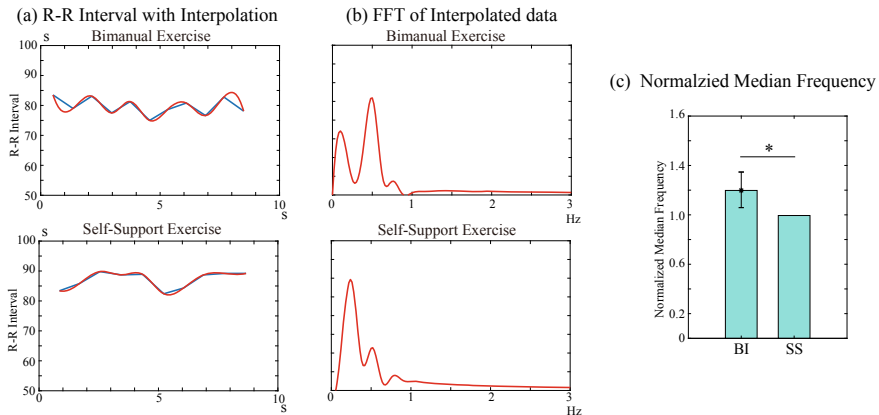 (a) R-R Interval with Interpolation
s
Bimanual Exercise
100
90
80
70
60
50
R-R Interval
0
5
10
s
s
Self-Support Exercise
100
90
80
70
60
50
R-R Interval
0
5
10
s
(b) FFT of Interpolated data
Bimanual Exercise
0
1
2
3
Hz
Self-Support Exercise
0
1
2
3
Hz
(c) Normalzied Median Frequency
1.6
1.2
1.0
0.6
0.2
0
Normalized Median Frequency
*
BI
SS